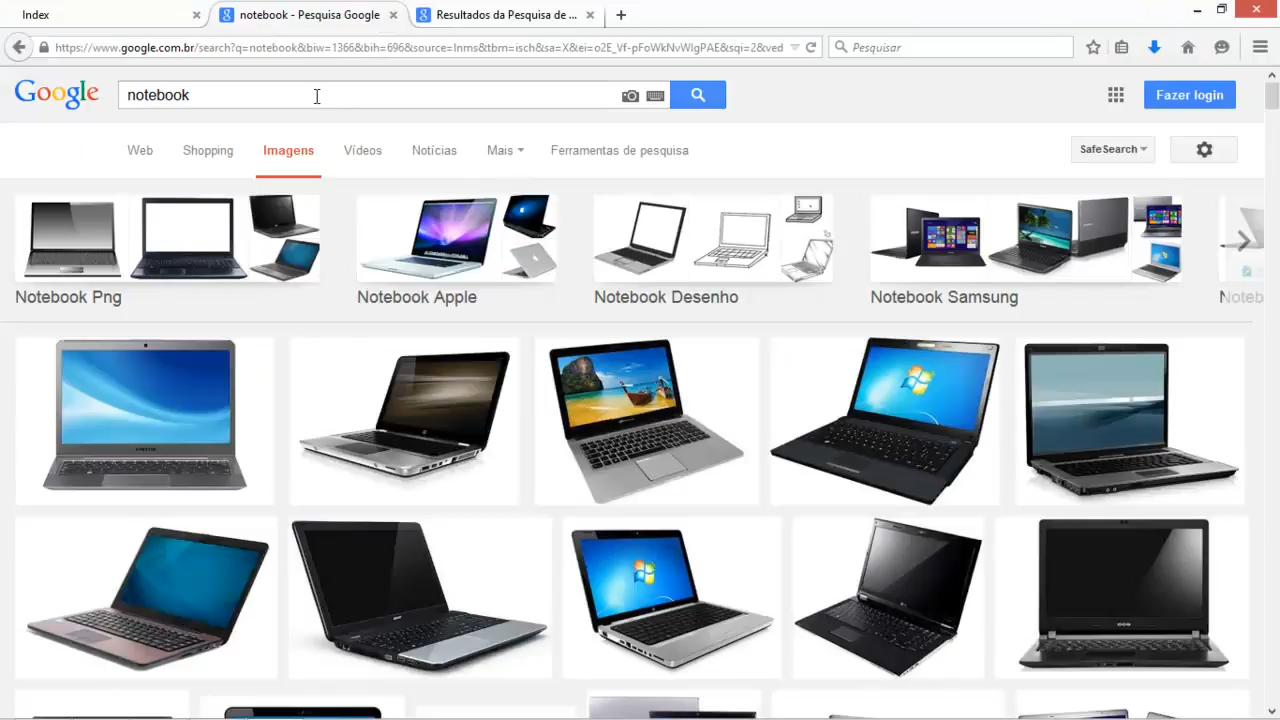 Index
notebook - Pesquisa Google
Resultados da Pesquisa de ...
https://www.google.com.br/search?q=notebook&biw=1366&bih=696&source=lnms&tbm=isch&sa=X&ei=o2E_Vf-pFoWkNvWIgPAE&sqi=2&ved
Pesquisar
Google
notebook
Fazer login
Web
Shopping
Imagens
Vídeos
Notícias
Mais
Ferramentas de pesquisa
SafeSearch
Notebook Png
Notebook Apple
Notebook Desenho
Notebook Samsung
Noteb